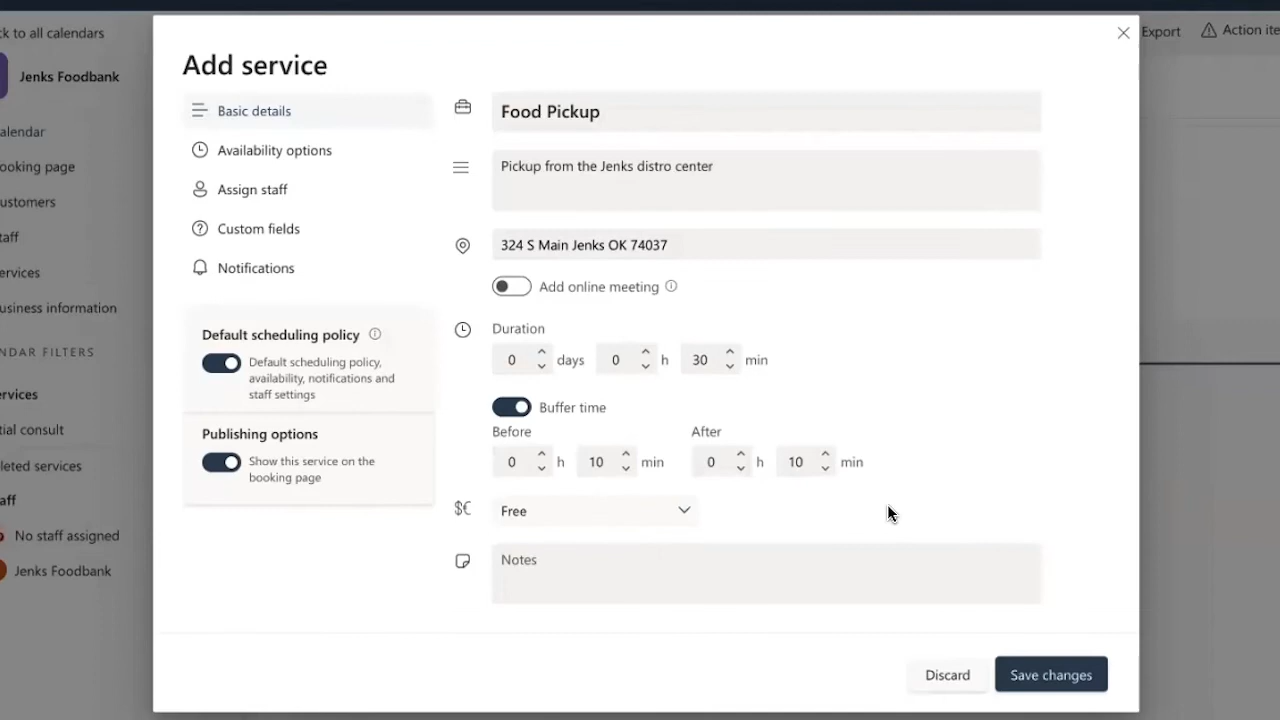 ck to all calendars
Export
Action ite
Jenks Foodbank
alendar
ooking page
ustomers
taff
ervices
usiness information
NDAR FILTERS
ervices
tial consult
leted services
aff
No staff assigned
Jenks Foodbank
Add service
Basic details
Availability options
Assign staff
Custom fields
Notifications
Default scheduling policy
Default scheduling policy,
availability, notifications and
staff settings
Publishing options
Show this service on the
booking page
Food Pickup
Pickup from the Jenks distro center
324 S Main Jenks OK 74037
Add online meeting
Duration
0 days 0 h 30 min
Buffer time
Before After
0 h 10 min 0 h 10 min
$€ Free
Notes
Discard Save changes